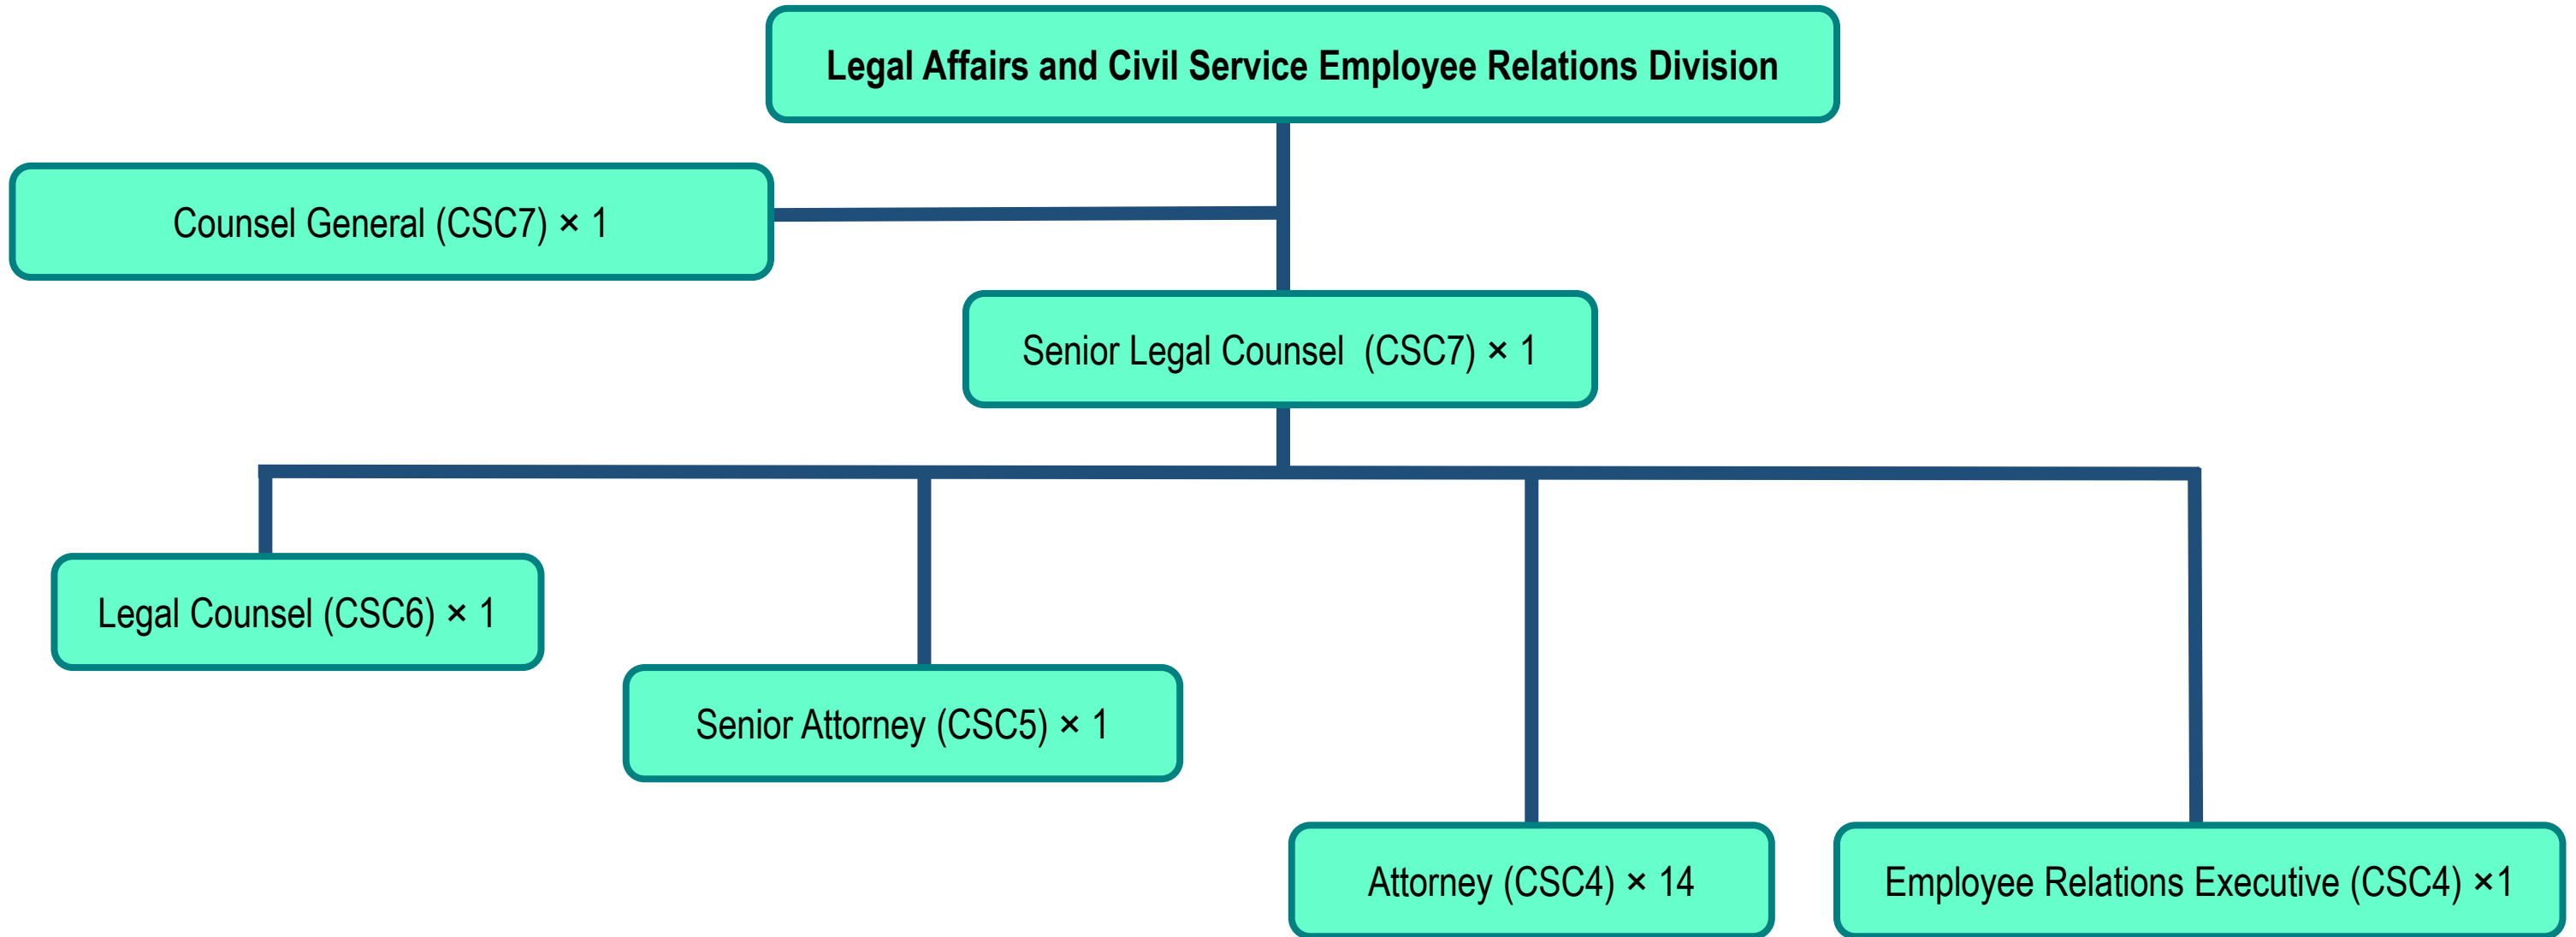 Legal Affairs and Civil Service Employee Relations Division
Counsel General (CSC7) × 1
Senior Legal Counsel  (CSC7) × 1
Legal Counsel (CSC6) × 1
Senior Attorney (CSC5) × 1
Attorney (CSC4) × 14
Employee Relations Executive (CSC4) ×1